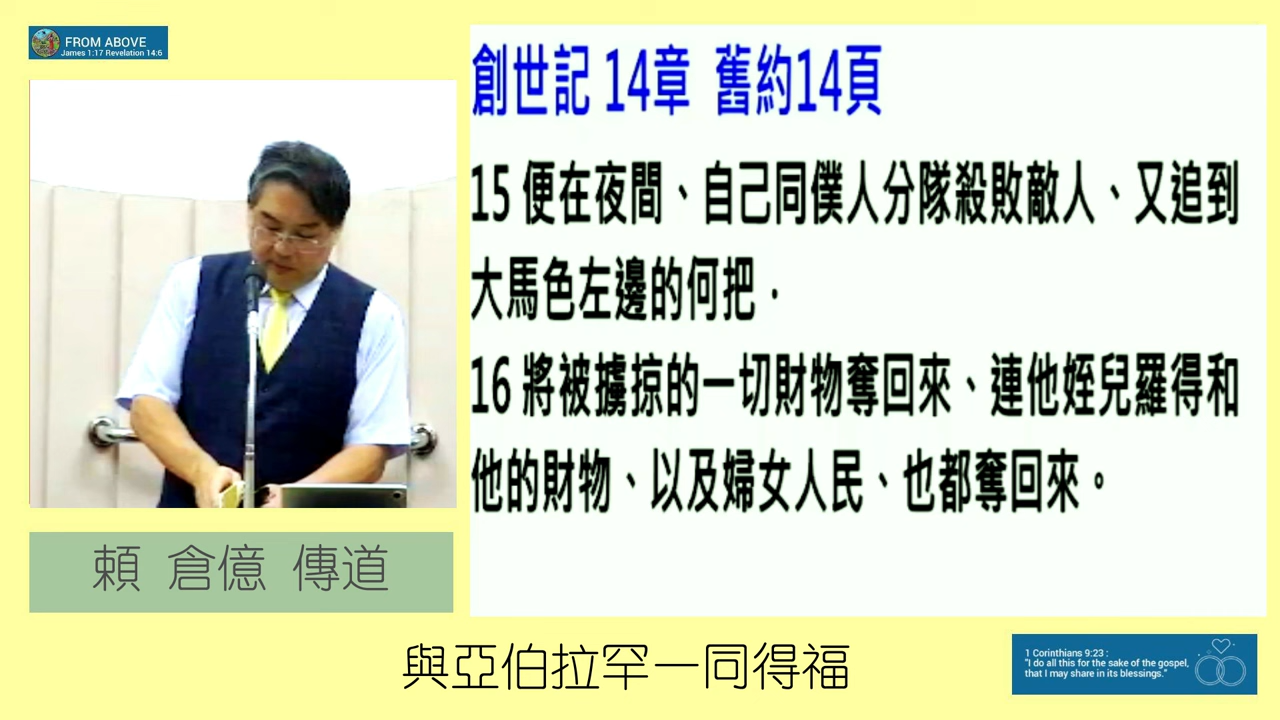 FROM ABOVE
James 1:17 Revelation 14:6
創世記 14章 舊約14頁
15 便在夜間、自己同僕人分隊殺敗敵人、又追到
大馬色左邊的何把．
16 將被擄掠的一切財物奪回來、連他姪兒羅得和
他的財物、以及婦女人民、也都奪回來。
賴 倉億 傳道
與亞伯拉罕一同得福
1 Corinthians 9:23 :
"I do all this for the sake of the gospel,
that I may share in its blessings."